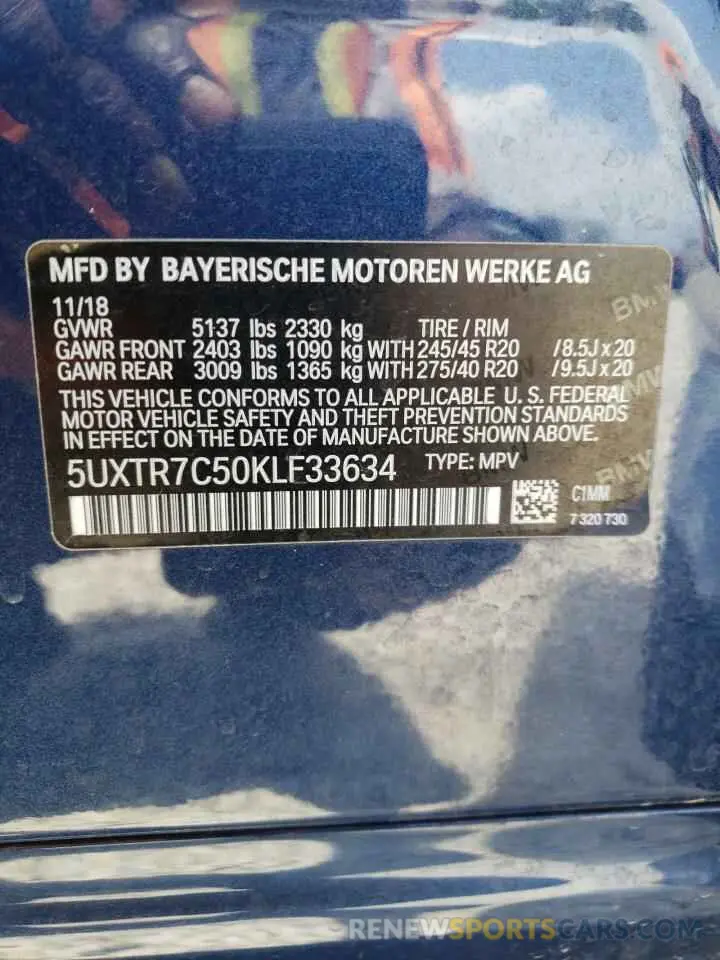 MFD BY BAYERISCHE MOTOREN WERKE AG
11/18
GVWR 5137 lbs 2330 kg TIRE / RIM
GAWR FRONT 2403 lbs 1090 kg WITH 245/45 R20 /8.5J x 20
GAWR REAR 3009 lbs 1365 kg WITH 275/40 R20 /9.5J x 20
THIS VEHICLE CONFORMS TO ALL APPLICABLE U. S. FEDERAL
MOTOR VEHICLE SAFETY AND THEFT PREVENTION STANDARDS
IN EFFECT ON THE DATE OF MANUFACTURE SHOWN ABOVE.
5UXTR7C50KLF33634 TYPE: MPV
C1MM
7 320 730
BMW
BMW
BMW
RENEWSPORTSCARS.COM